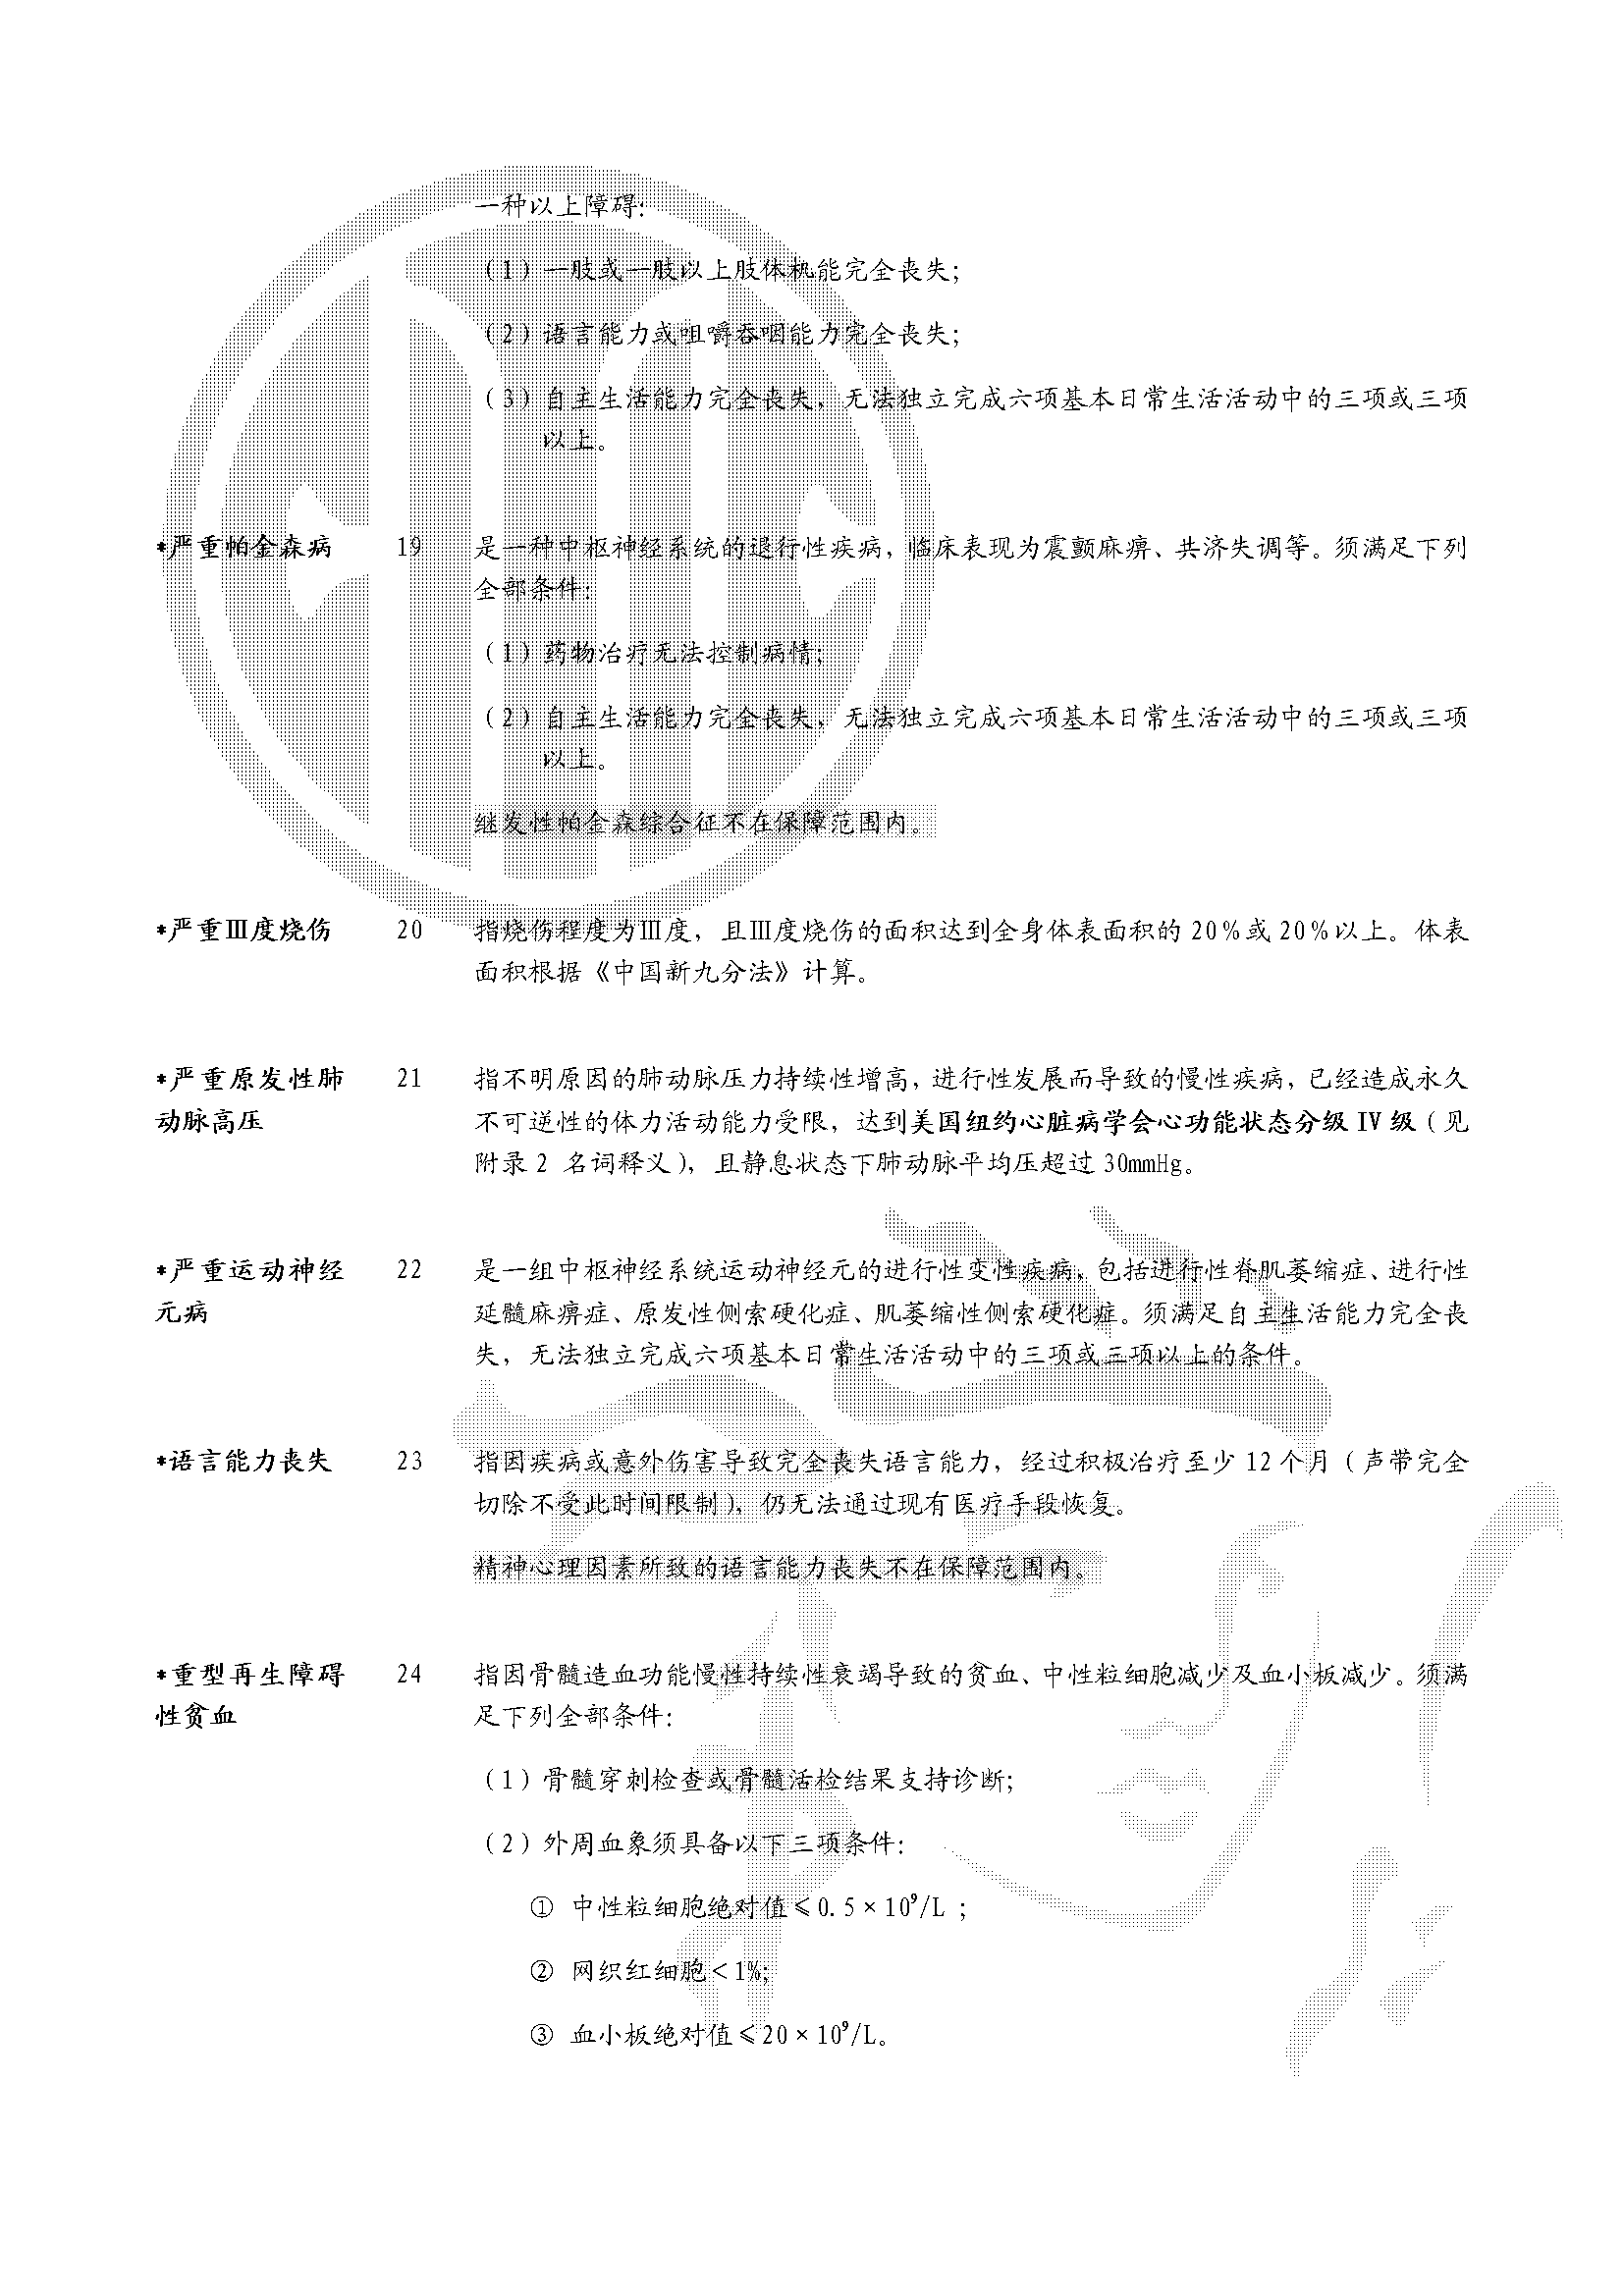 一种以上障碍:
(1)一肢或一肢以上肢体机能完全丧失;
(2)语言能力或咀嚼吞咽能力完全丧失;
(3)自主生活能力完全丧失,无法独立完成六项基本日常生活活动中的三项或三项
以上。
*严重帕金森病 19 是一种中枢神经系统的退行性疾病,临床表现为震颤麻痹、共济失调等。须满足下列
全部条件:
(1)药物治疗无法控制病情;
(2)自主生活能力完全丧失,无法独立完成六项基本日常生活活动中的三项或三项
以上。
继发性帕金森综合征不在保障范围内。
*严重Ⅲ度烧伤 20 指烧伤程度为Ⅲ度,且Ⅲ度烧伤的面积达到全身体表面积的20%或20%以上。体表
面积根据《中国新九分法》计算。
*严重原发性肺 21 指不明原因的肺动脉压力持续性增高,进行性发展而导致的慢性疾病,已经造成永久
动脉高压 不可逆性的体力活动能力受限,达到美国纽约心脏病学会心功能状态分级 IV 级(见
附录 2 名词释义),且静息状态下肺动脉平均压超过 30mmHg。
*严重运动神经 22 是一组中枢神经系统运动神经元的进行性变性疾病,包括进行性脊肌萎缩症、进行性
元病 延髓麻痹症、原发性侧索硬化症、肌萎缩性侧索硬化症。须满足自主生活能力完全丧
失,无法独立完成六项基本日常生活活动中的三项或三项以上的条件。
*语言能力丧失 23 指因疾病或意外伤害导致完全丧失语言能力,经过积极治疗至少 12 个月(声带完全
切除不受此时间限制),仍无法通过现有医疗手段恢复。
精神心理因素所致的语言能力丧失不在保障范围内。
*重型再生障碍 24 指因骨髓造血功能慢性持续性衰竭导致的贫血、中性粒细胞减少及血小板减少。须满
性贫血 足下列全部条件:
(1)骨髓穿刺检查或骨髓活检结果支持诊断;
(2)外周血象须具备以下三项条件:
① 中性粒细胞绝对值≤0.5×10⁹/L ;
② 网织红细胞<1%;
③ 血小板绝对值≤20×10⁹/L。